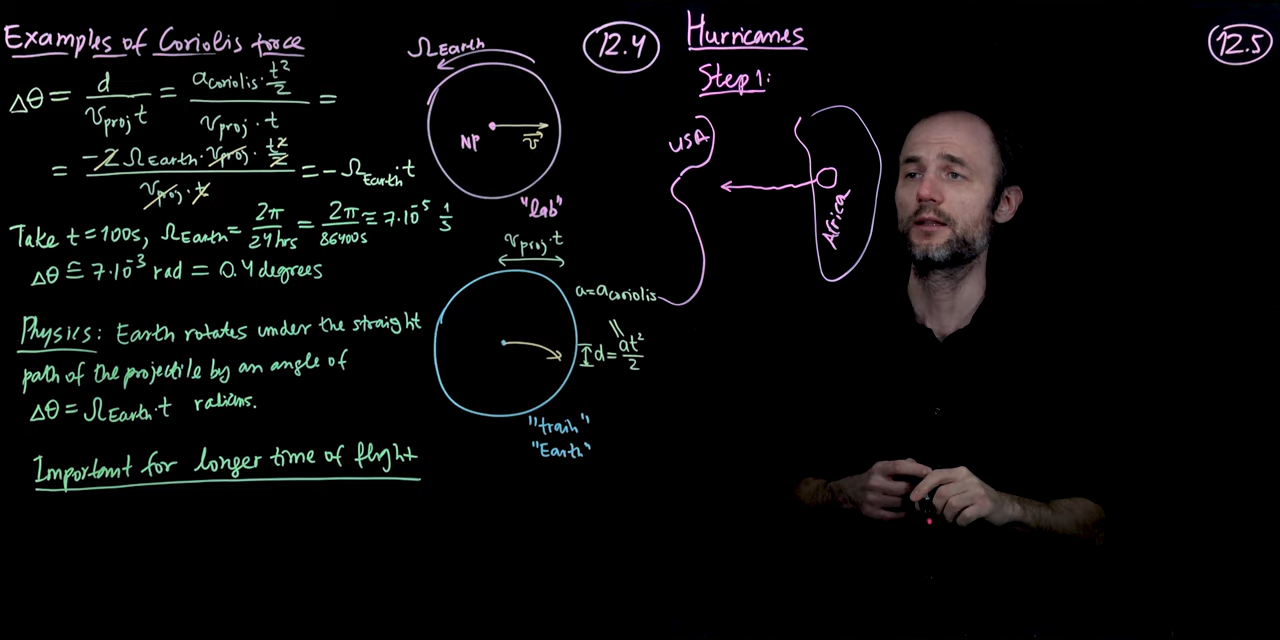 Examples of Coriolis force
Δθ = d / v_proj t = a_coriolis · t²/2 / v_proj · t =
= -2 Ω_Earth · v_proj · t²/2 / v_proj · t = - Ω_Earth · t
Take t = 100s, Ω_Earth = 2π / 24 hrs = 2π / 86400s ≅ 7·10⁻⁵ 1/s
Δθ ≅ 7·10⁻³ rad = 0.4 degrees
Physics: Earth rotates under the straight
path of the projectile by an angle of
Δθ = Ω_Earth · t radians.
Important for longer time of flight
Ω_Earth
NP
v⃗
"lab"
v_proj · t
a = a_coriolis
d = at²/2
"train"
"Earth"
12.4
Hurricanes
Step 1:
USA
Africa
12.5